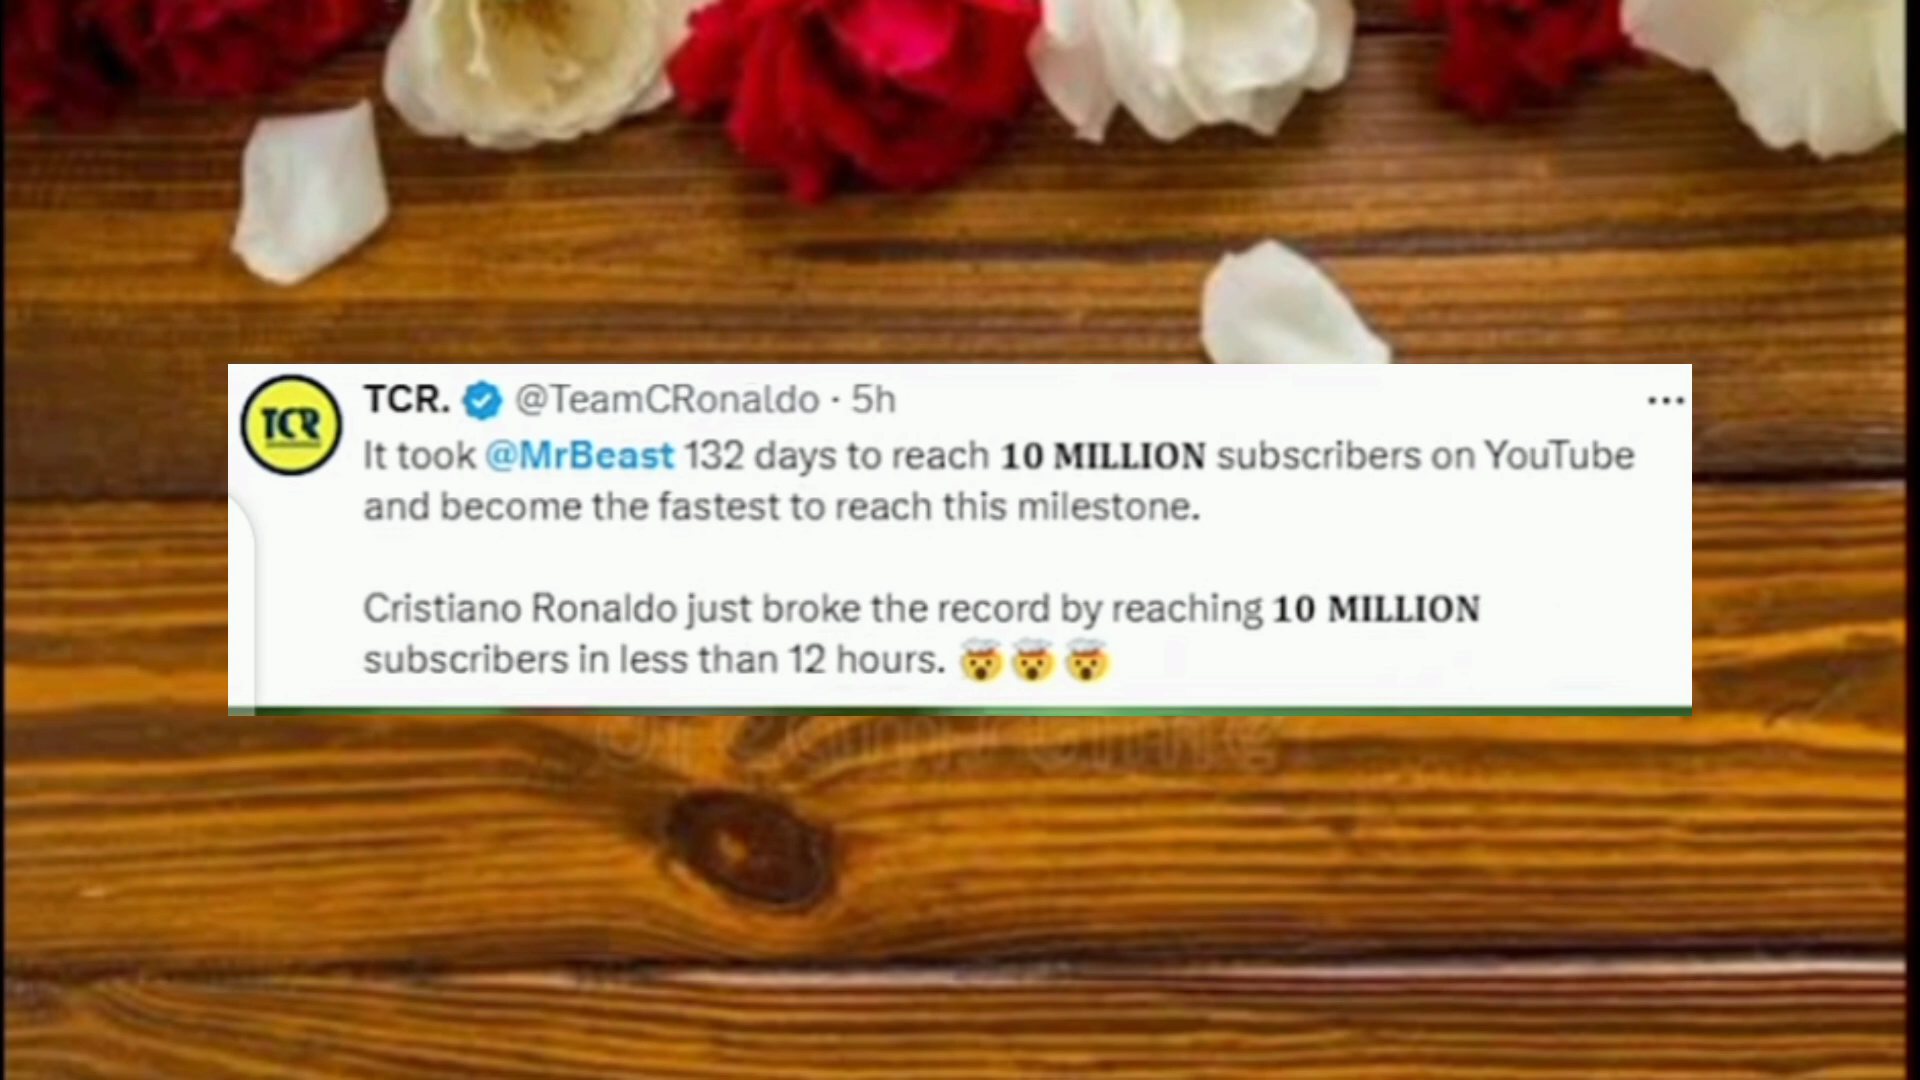 TCR
TCR. @TeamCRonaldo · 5h
It took @MrBeast 132 days to reach 10 MILLION subscribers on YouTube
and become the fastest to reach this milestone.
Cristiano Ronaldo just broke the record by reaching 10 MILLION
subscribers in less than 12 hours. 🤯🤯🤯
dreamstime